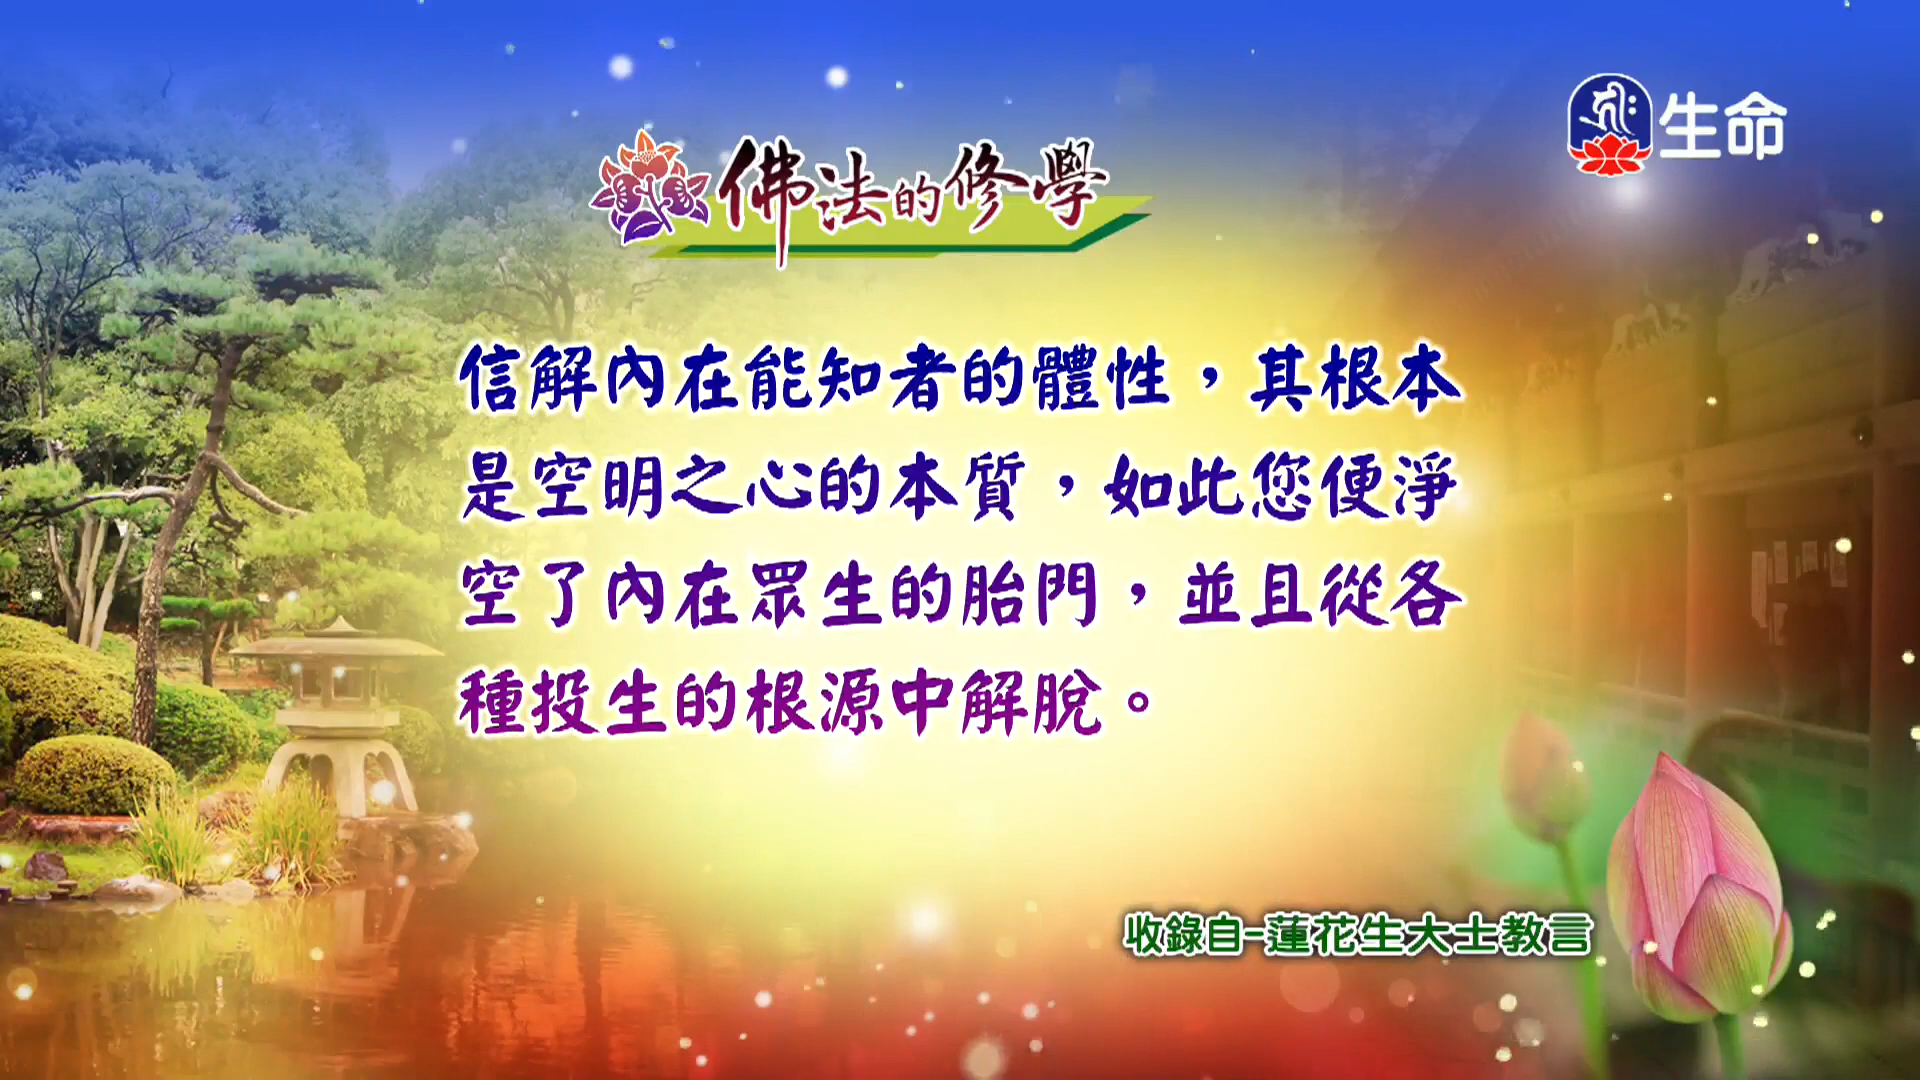 生命
佛法的修學
信解內在能知者的體性，其根本
是空明之心的本質，如此您便淨
空了內在眾生的胎門，並且從各
種投生的根源中解脫。
收錄自-蓮花生大士教言